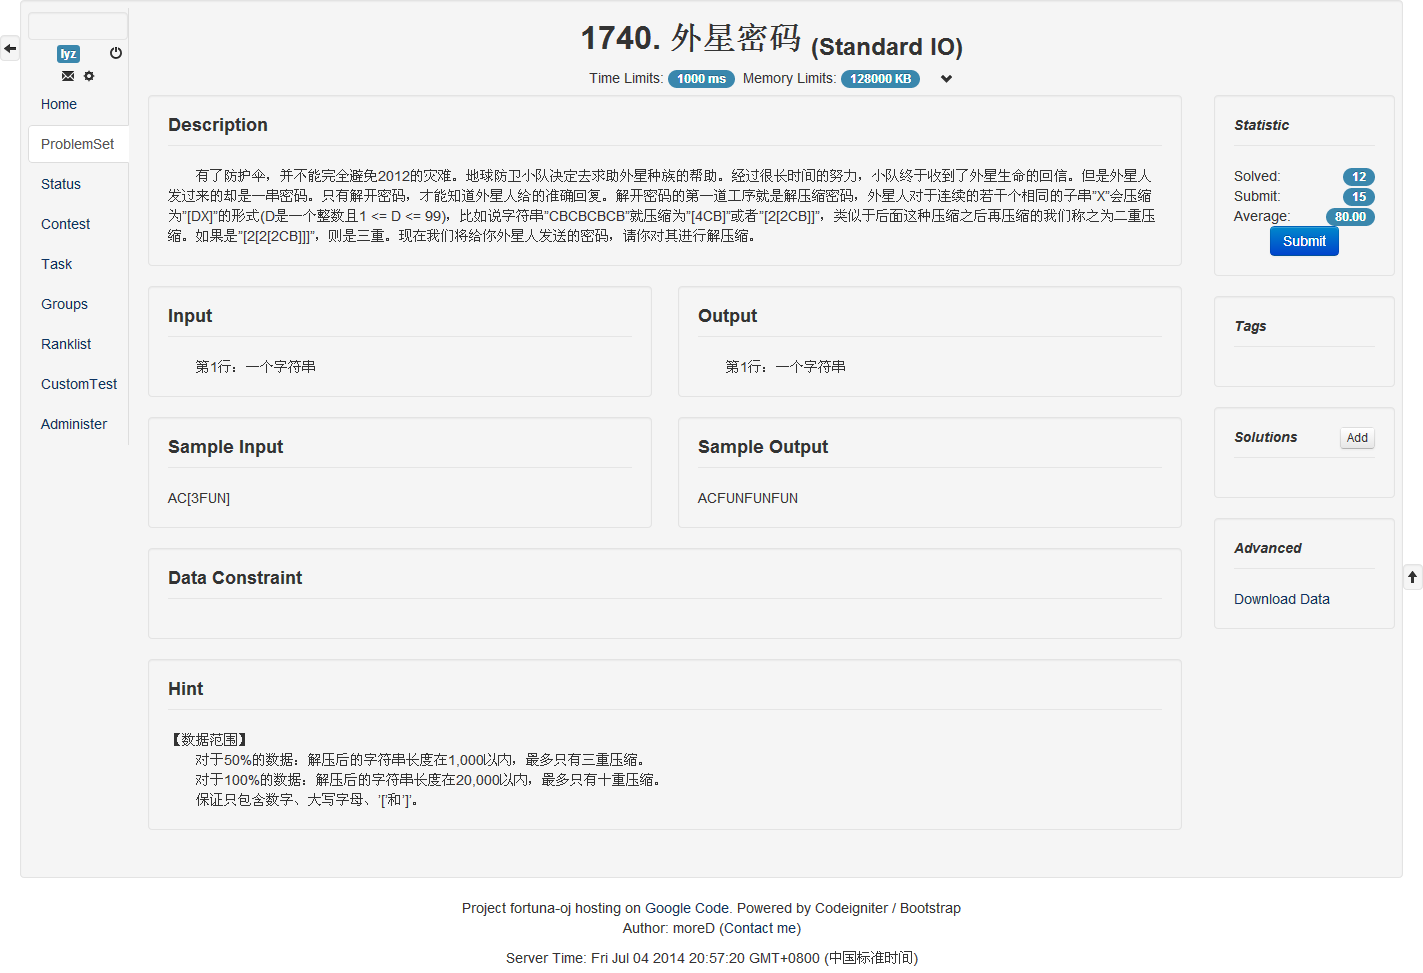 1740. 外星密码 (Standard IO)
Time Limits: 1000 ms Memory Limits: 128000 KB
lyz
Home
ProblemSet
Status
Contest
Task
Groups
Ranklist
CustomTest
Administer
Description
有了防护伞，并不能完全避免2012的灾难。地球防卫小队决定去求助外星种族的帮助。经过很长时间的努力，小队终于收到了外星生命的回信。但是外星人
发过来的却是一串密码。只有解开密码，才能知道外星人给的准确回复。解开密码的第一道工序就是解压缩密码，外星人对于连续的若干个相同的子串"X"会压缩
为"[DX]"的形式(D是一个整数且1 <= D <= 99)，比如说字符串"CBCBCBCB"就压缩为"[4CB]"或者"[2[2CB]]"，类似于后面这种压缩之后再压缩的我们称之为二重压
缩。如果是"[2[2[2CB]]]"，则是三重。现在我们将给你外星人发送的密码，请你对其进行解压缩。
Input
第1行：一个字符串
Output
第1行：一个字符串
Sample Input
AC[3FUN]
Sample Output
ACFUNFUNFUN
Data Constraint
Hint
【数据范围】
对于50%的数据：解压后的字符串长度在1,000以内，最多只有三重压缩。
对于100%的数据：解压后的字符串长度在20,000以内，最多只有十重压缩。
保证只包含数字、大写字母、'['和']'。
Statistic
Solved: 12
Submit: 15
Average: 80.00
Submit
Tags
Solutions Add
Advanced
Download Data
Project fortuna-oj hosting on Google Code. Powered by Codeigniter / Bootstrap
Author: moreD (Contact me)
Server Time: Fri Jul 04 2014 20:57:20 GMT+0800 (中国标准时间)